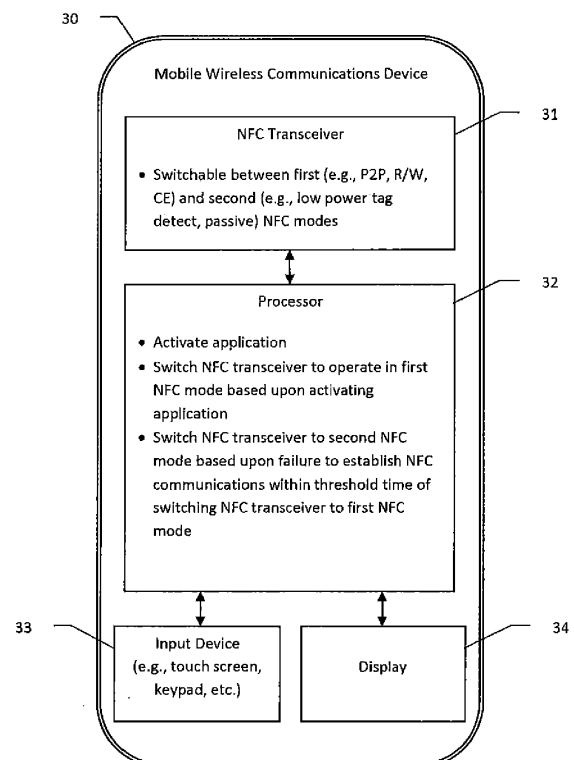 30
Mobile Wireless Communications Device
31
NFC Transceiver
• Switchable between first (e.g., P2P, R/W,
CE) and second (e.g., low power tag
detect, passive) NFC modes
32
Processor
• Activate application
• Switch NFC transceiver to operate in first
NFC mode based upon activating
application
• Switch NFC transceiver to second NFC
mode based upon failure to establish NFC
communications within threshold time of
switching NFC transceiver to first NFC
mode
33
Input Device
(e.g., touch screen,
keypad, etc.)
34
Display